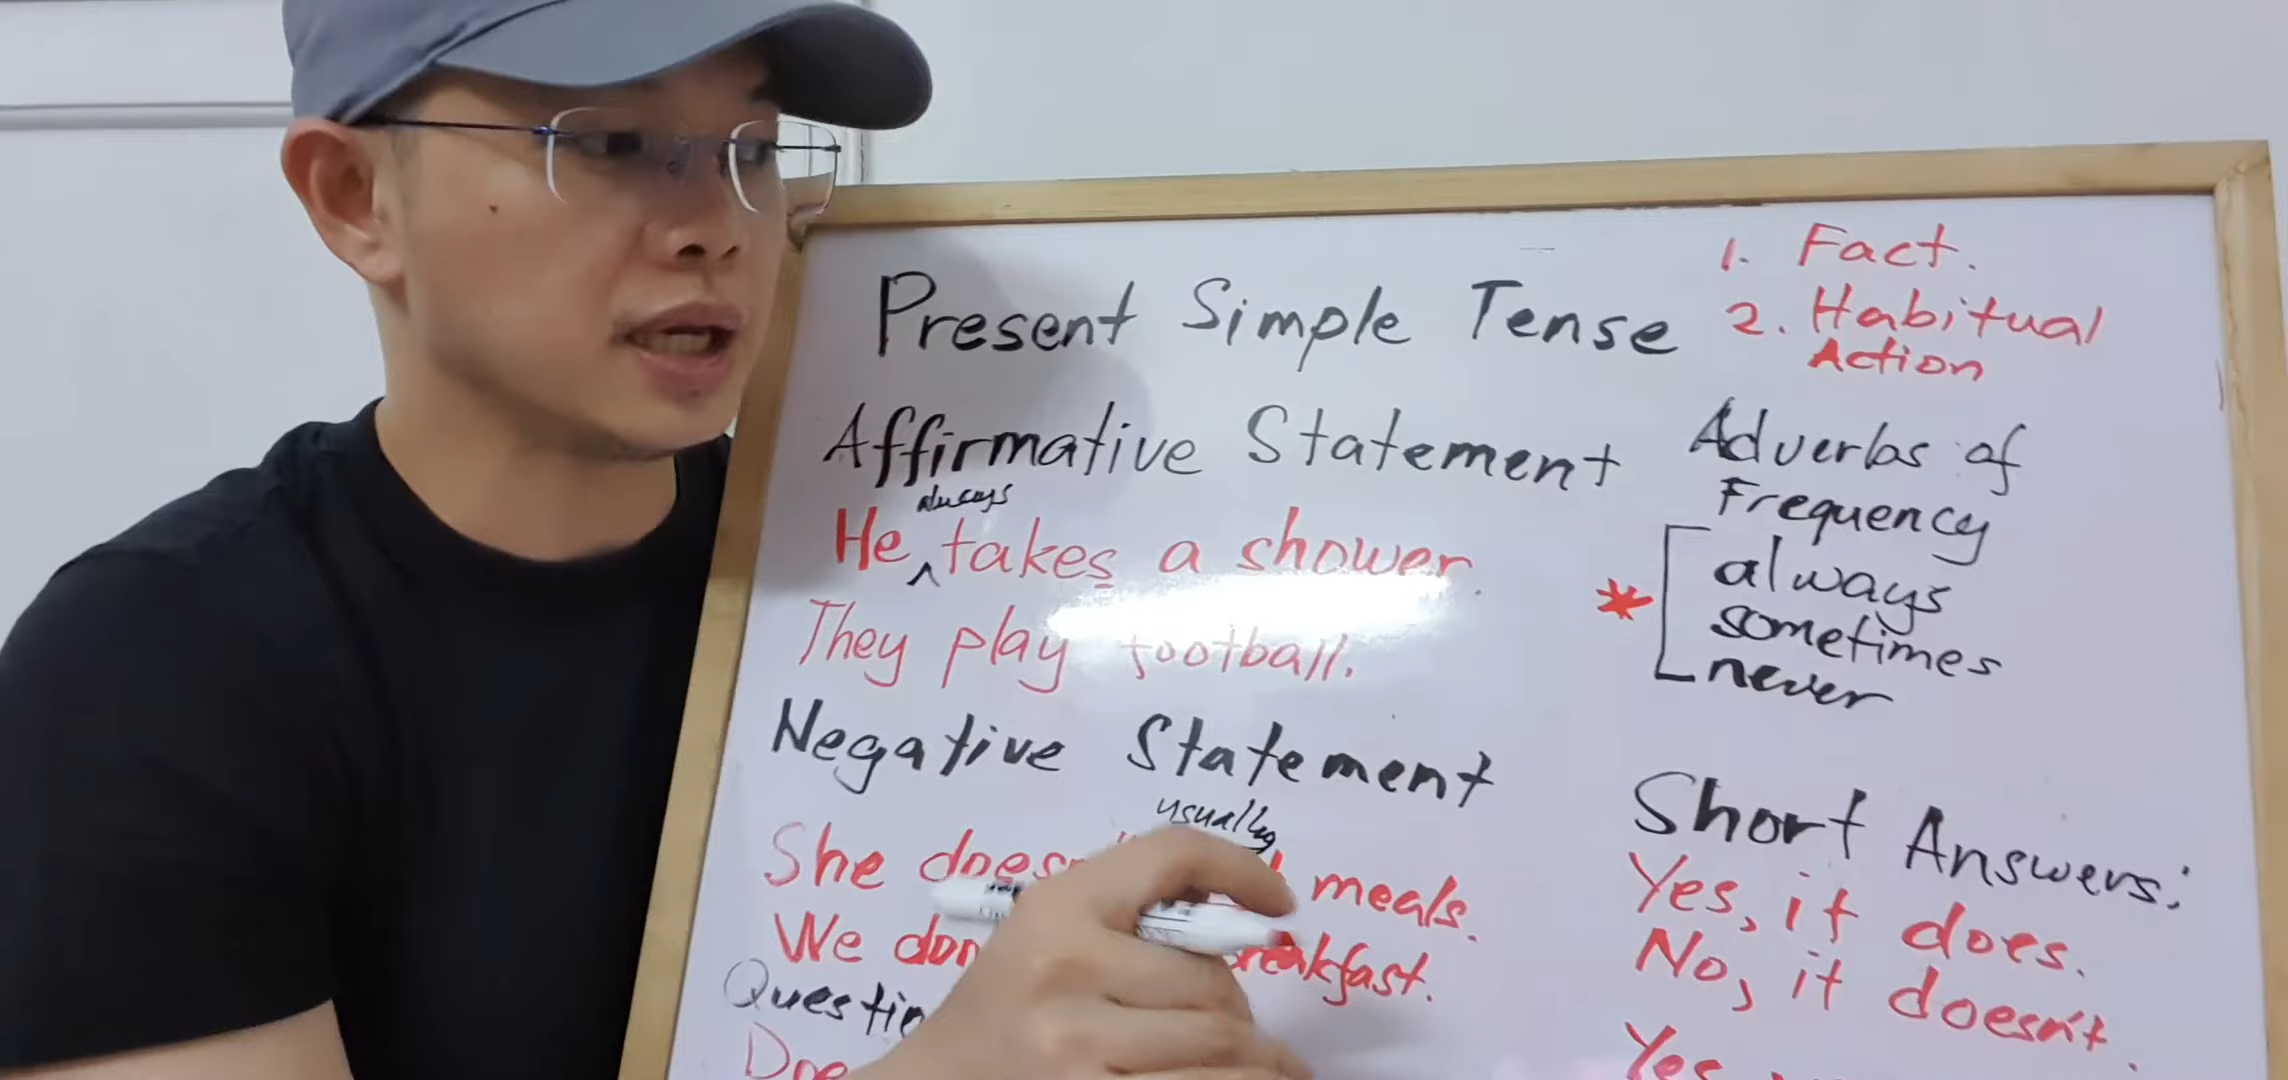 Present Simple Tense
1. Fact.
2. Habitual
Action
Affirmative Statement
always
He ^ takes a shower.
They play football.
Negative Statement
usually
She meals.
We
Adverbs of
Frequency
* always
sometimes
never
Short Answers:
Yes, it does.
No, it doesn't.
Yes